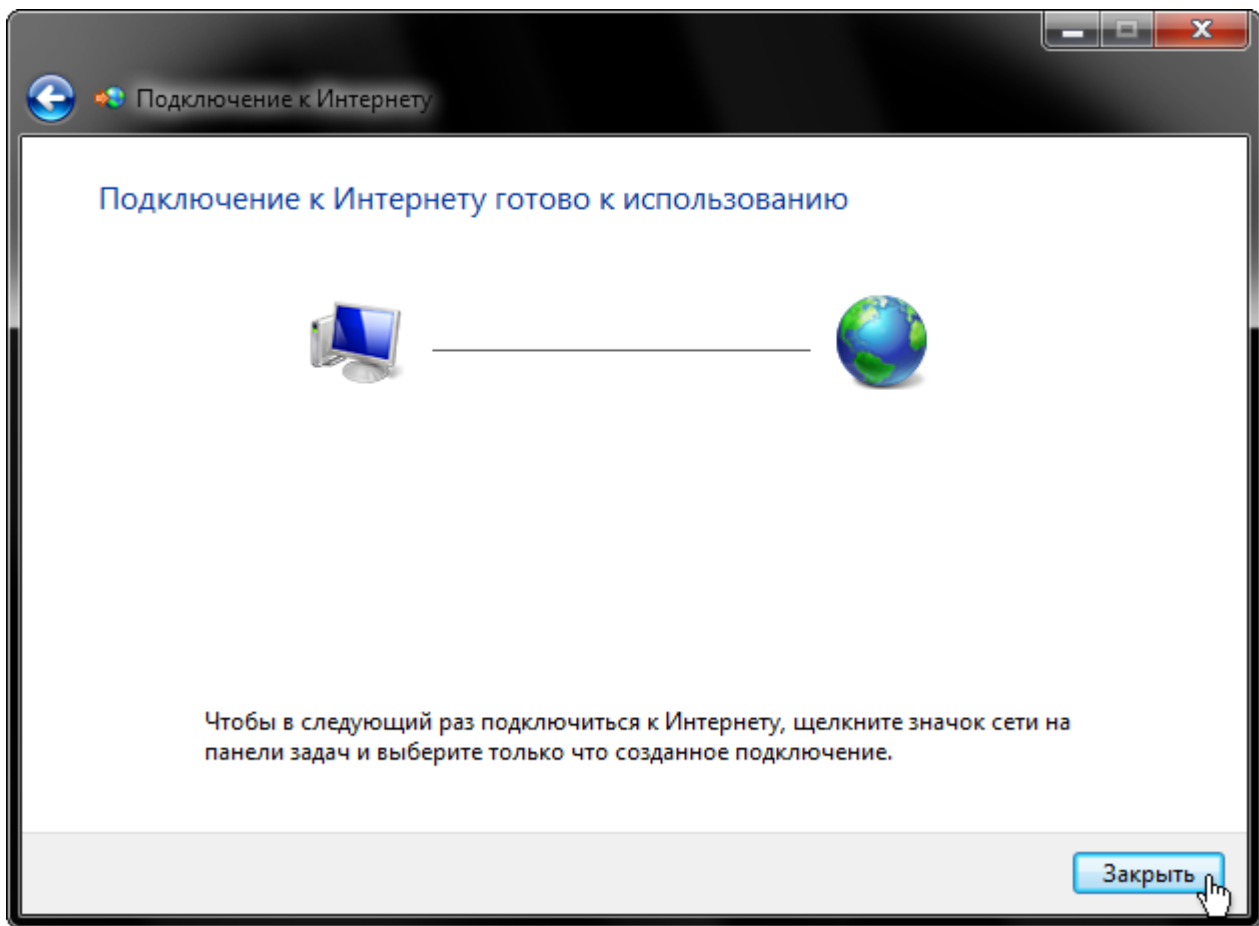 Подключение к Интернету
Подключение к Интернету готово к использованию
Чтобы в следующий раз подключиться к Интернету, щелкните значок сети на
панели задач и выберите только что созданное подключение.
Закрыть